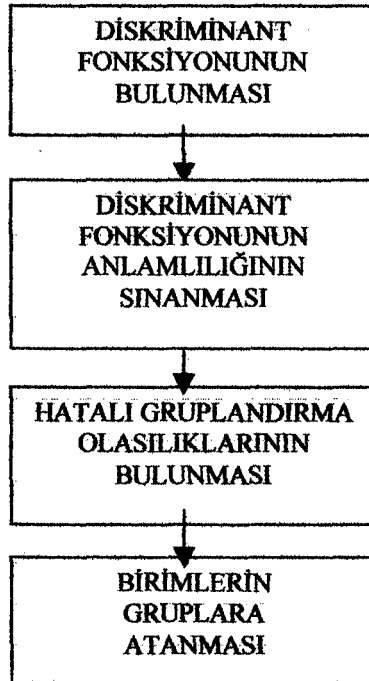 DİSKRİMİNANT
FONKSİYONUNUN
BULUNMASI
DİSKRİMİNANT
FONKSİYONUNUN
ANLAMLILIĞININ
SINANMASI
HATALI GRUPLANDIRMA
OLASILIKLARININ
BULUNMASI
BİRİMLERİN
GRUPLARA
ATANMASI